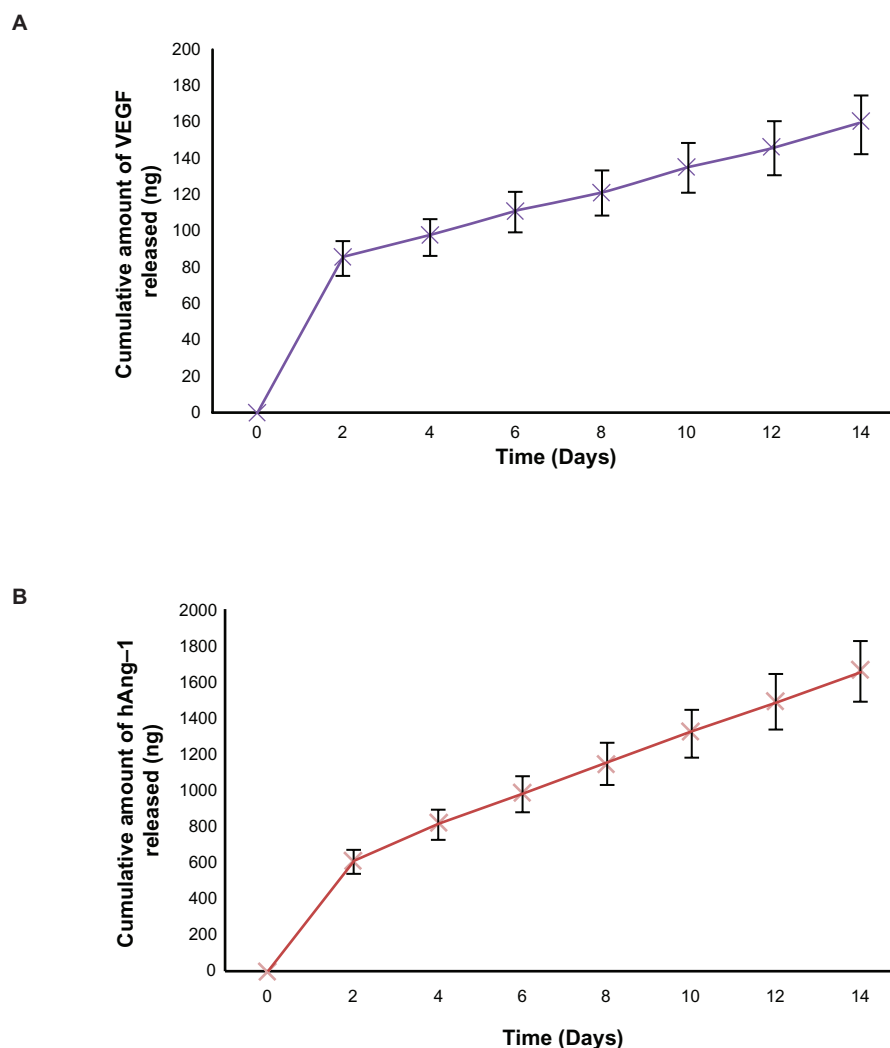 A
Cumulative amount of VEGF
released (ng)
200
180
160
140
120
100
80
60
40
20
0
0 2 4 6 8 10 12 14
Time (Days)
B
Cumulative amount of hAng–1
released (ng)
2000
1800
1600
1400
1200
1000
800
600
400
200
0
0 2 4 6 8 10 12 14
Time (Days)